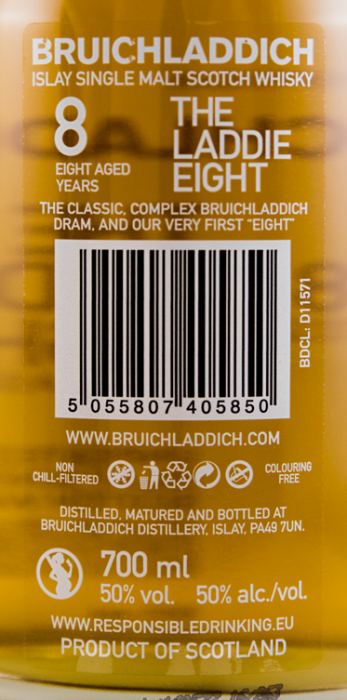 BRUICHLADDICH
ISLAY SINGLE MALT SCOTCH WHISKY
8
EIGHT AGED
YEARS
THE
LADDIE
EIGHT
THE CLASSIC, COMPLEX BRUICHLADDICH
DRAM, AND OUR VERY FIRST "EIGHT"
5 055807 405850
BDCL: D11571
WWW.BRUICHLADDICH.COM
NON
CHILL-FILTERED
COLOURING
FREE
DISTILLED, MATURED AND BOTTLED AT
BRUICHLADDICH DISTILLERY, ISLAY, PA49 7UN.
700 ml
50% vol. 50% alc./vol.
WWW.RESPONSIBLEDRINKING.EU
PRODUCT OF SCOTLAND